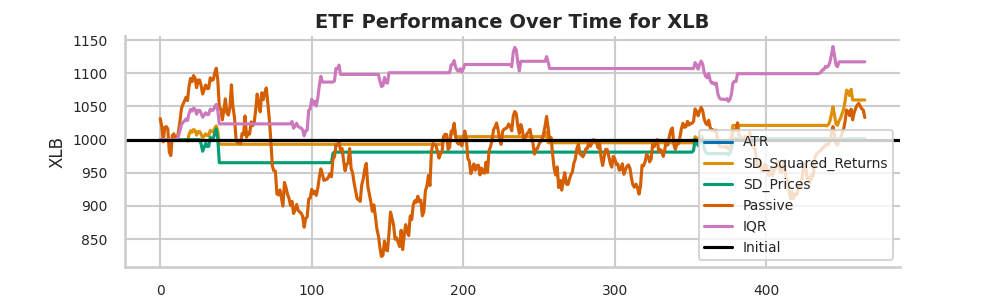 ETF Performance Over Time for XLB
1150
1100
1050
1000
950
900
850
XLB
0
100
200
300
400
ATR
SD_Squared_Returns
SD_Prices
Passive
IQR
Initial